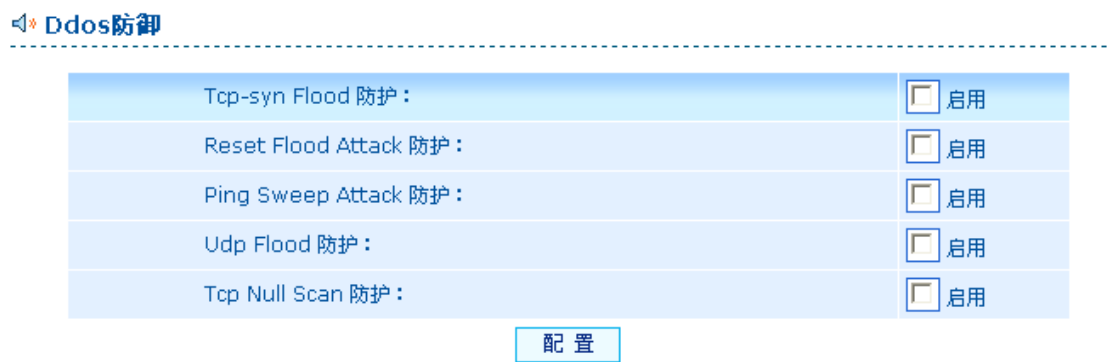 Ddos防御
Tcp-syn Flood 防护： 启用
Reset Flood Attack 防护： 启用
Ping Sweep Attack 防护： 启用
Udp Flood 防护： 启用
Tcp Null Scan 防护： 启用
配 置